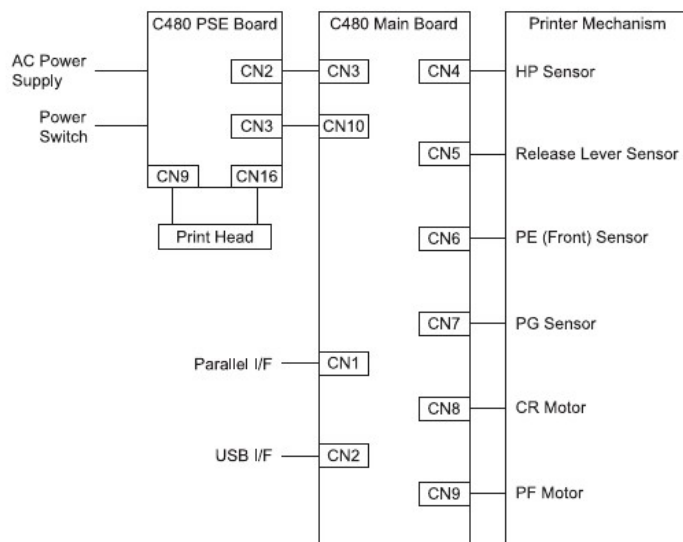 C480 PSE Board
C480 Main Board
Printer Mechanism
AC Power
Supply
CN2
CN3
CN4
HP Sensor
Power
Switch
CN3
CN10
CN5
Release Lever Sensor
CN9
CN16
Print Head
CN6
PE (Front) Sensor
CN7
PG Sensor
Parallel I/F
CN1
CN8
CR Motor
USB I/F
CN2
CN9
PF Motor